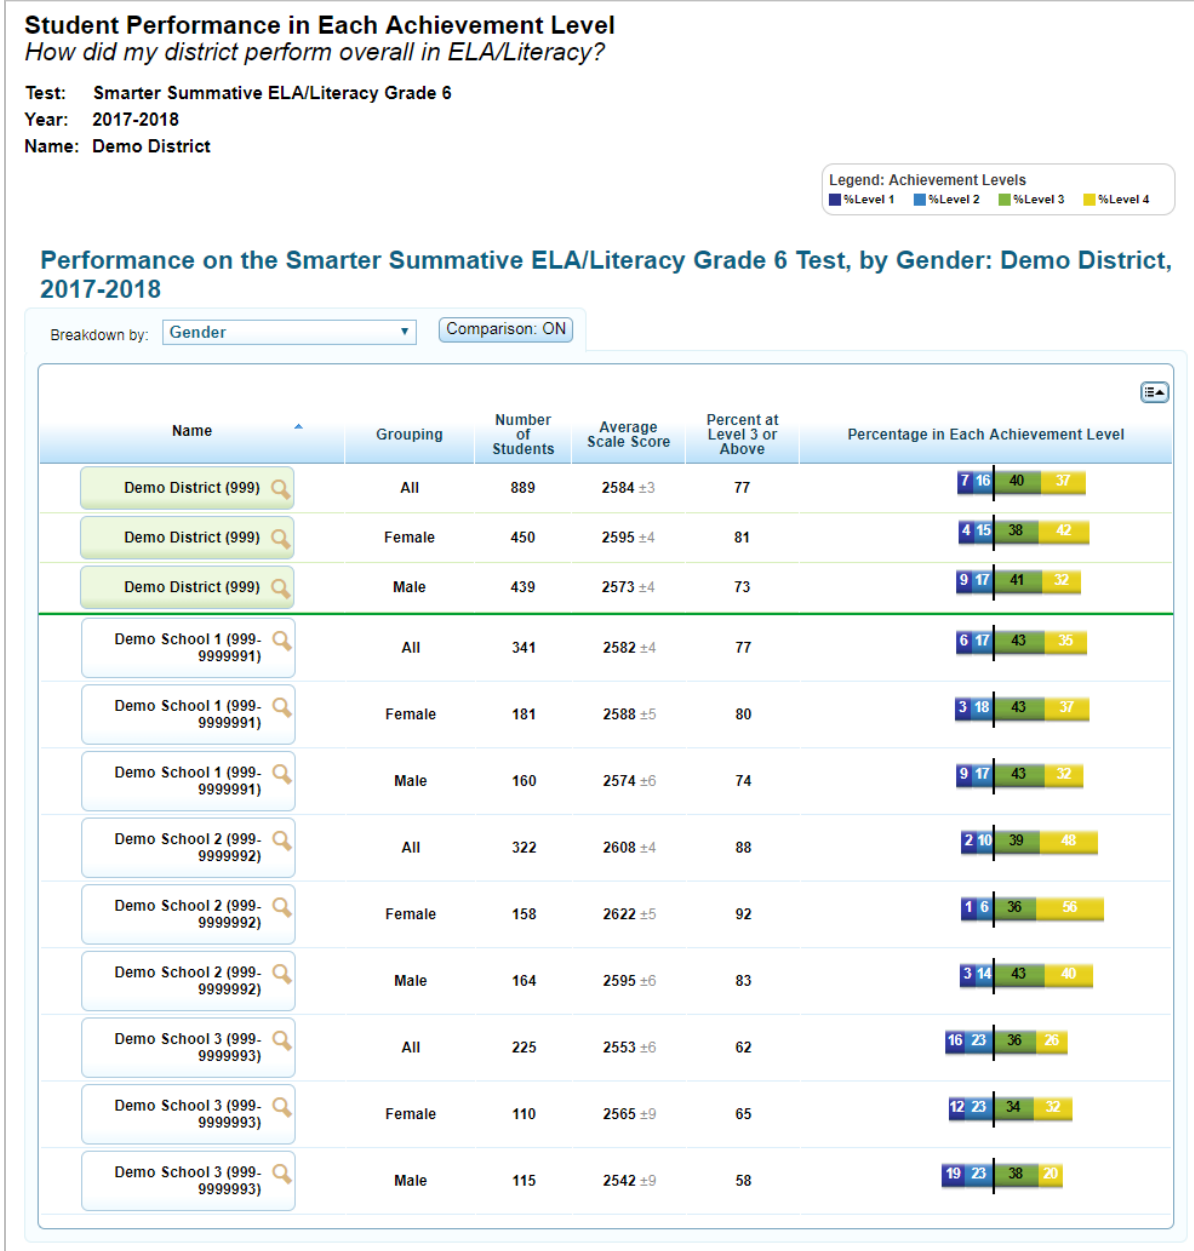 Student Performance in Each Achievement Level
How did my district perform overall in ELA/Literacy?
Test: Smarter Summative ELA/Literacy Grade 6
Year: 2017-2018
Name: Demo District
Legend: Achievement Levels
%Level 1 %Level 2 %Level 3 %Level 4
Performance on the Smarter Summative ELA/Literacy Grade 6 Test, by Gender: Demo District,
2017-2018
Breakdown by: Gender Comparison: ON
Name Grouping Number of Students Average Scale Score Percent at Level 3 or Above Percentage in Each Achievement Level
Demo District (999) All 889 2584 ±3 77 7 16 40 37
Demo District (999) Female 450 2595 ±4 81 4 15 38 42
Demo District (999) Male 439 2573 ±4 73 9 17 41 32
Demo School 1 (999-
9999991) All 341 2582 ±4 77 6 17 43 35
Demo School 1 (999-
9999991) Female 181 2588 ±5 80 3 18 43 37
Demo School 1 (999-
9999991) Male 160 2574 ±6 74 9 17 43 32
Demo School 2 (999-
9999992) All 322 2608 ±4 88 2 10 39 48
Demo School 2 (999-
9999992) Female 158 2622 ±5 92 1 6 36 56
Demo School 2 (999-
9999992) Male 164 2595 ±6 83 3 14 43 40
Demo School 3 (999-
9999993) All 225 2553 ±6 62 16 23 36 26
Demo School 3 (999-
9999993) Female 110 2565 ±9 65 12 23 34 32
Demo School 3 (999-
9999993) Male 115 2542 ±9 58 19 23 38 20